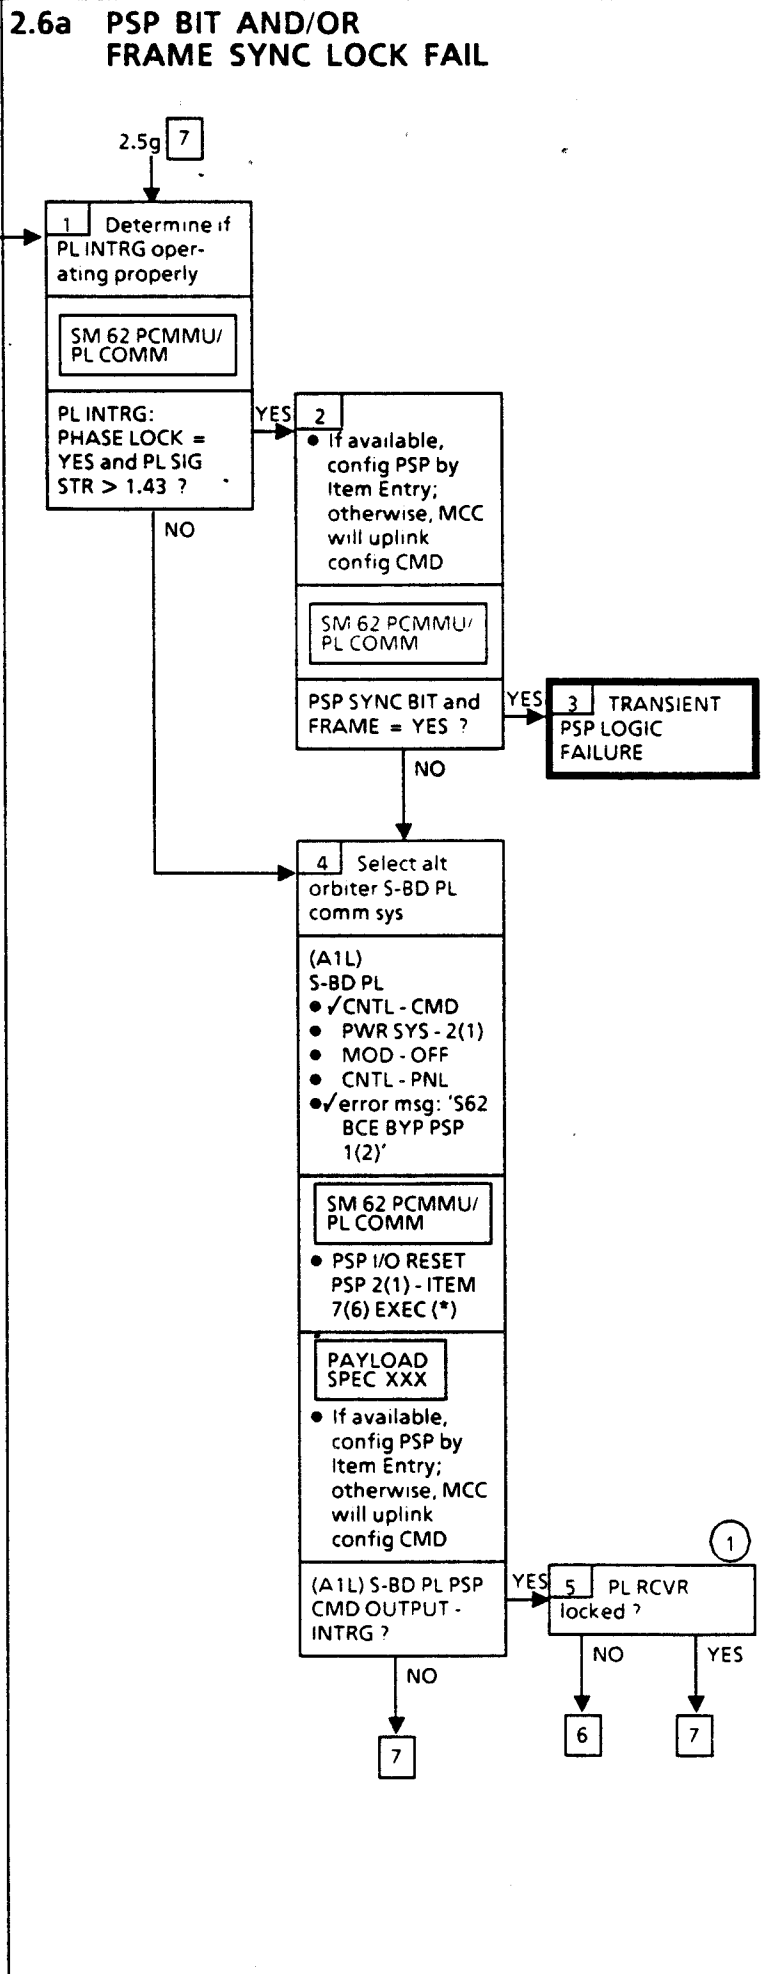 2.6a PSP BIT AND/OR
FRAME SYNC LOCK FAIL
2.5g 7
1 Determine if
PL INTRG oper-
ating properly
SM 62 PCMMU/
PL COMM
PL INTRG:
PHASE LOCK =
YES and PL SIG
STR > 1.43 ?
YES
NO
2
● If available,
config PSP by
Item Entry;
otherwise, MCC
will uplink
config CMD
SM 62 PCMMU/
PL COMM
PSP SYNC BIT and
FRAME = YES ?
YES
NO
3 TRANSIENT
PSP LOGIC
FAILURE
4 Select alt
orbiter S-BD PL
comm sys
(A1L)
S-BD PL
● √CNTL - CMD
● PWR SYS - 2(1)
● MOD - OFF
● CNTL - PNL
● √error msg: 'S62
BCE BYP PSP
1(2)'
SM 62 PCMMU/
PL COMM
● PSP I/O RESET
PSP 2(1) - ITEM
7(6) EXEC (*)
PAYLOAD
SPEC XXX
● If available,
config PSP by
Item Entry;
otherwise, MCC
will uplink
config CMD
(A1L) S-BD PL PSP
CMD OUTPUT -
INTRG ?
YES
NO
7
1
5 PL RCVR
locked ?
NO YES
6 7